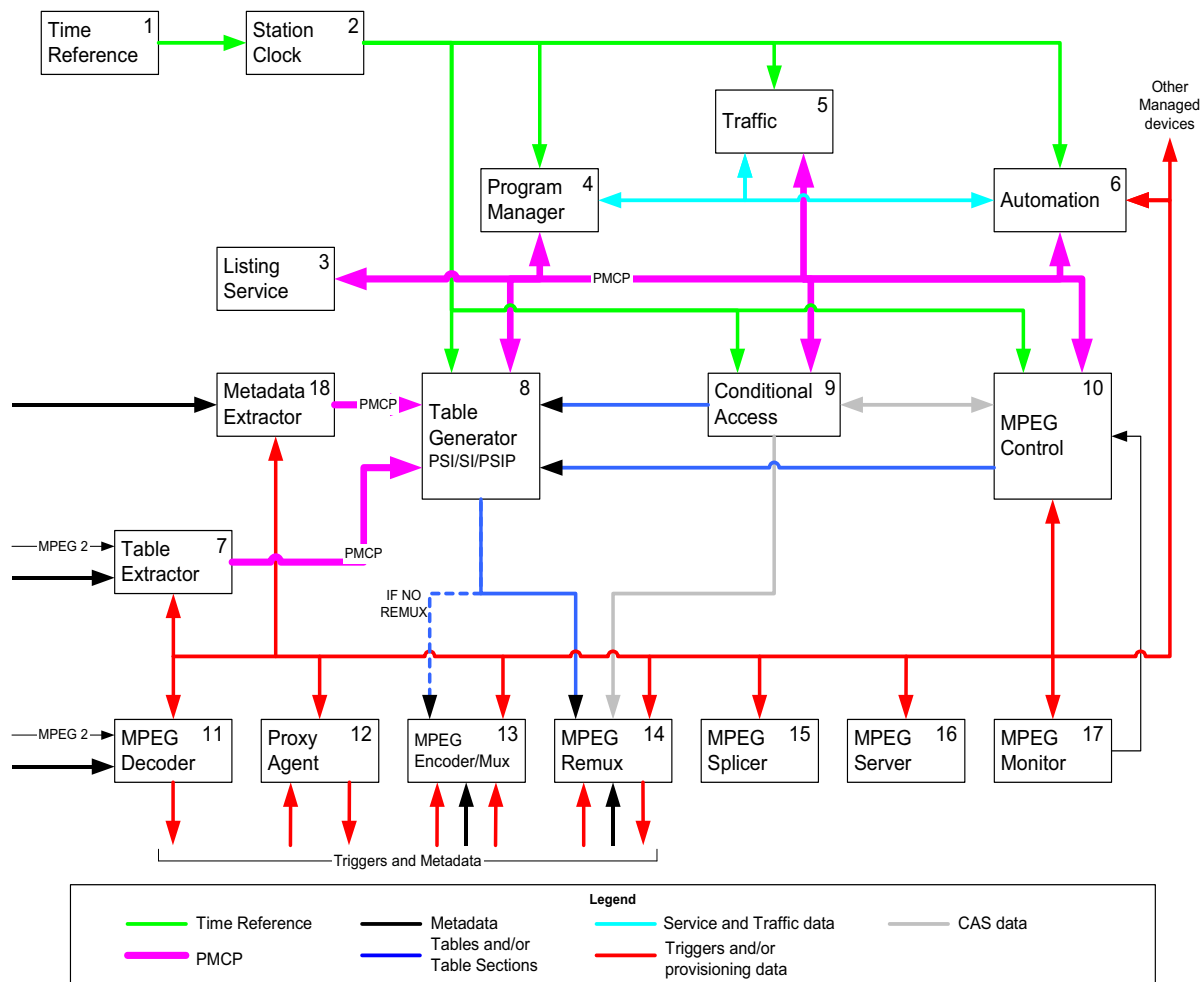 Time
Reference
1
Station
Clock
2
Traffic
5
Other
Managed
devices
Program
Manager
4
Automation
6
Listing
Service
3
PMCP
Metadata
Extractor
18
PMCP
Table
Generator
PSI/SI/PSIP
8
Conditional
Access
9
MPEG
Control
10
MPEG 2
Table
Extractor
7
PMCP
IF NO
REMUX
MPEG 2
MPEG
Decoder
11
Proxy
Agent
12
MPEG
Encoder/Mux
13
MPEG
Remux
14
MPEG
Splicer
15
MPEG
Server
16
MPEG
Monitor
17
Triggers and Metadata
Legend
Time Reference
Metadata
Service and Traffic data
CAS data
PMCP
Tables and/or
Table Sections
Triggers and/or
provisioning data